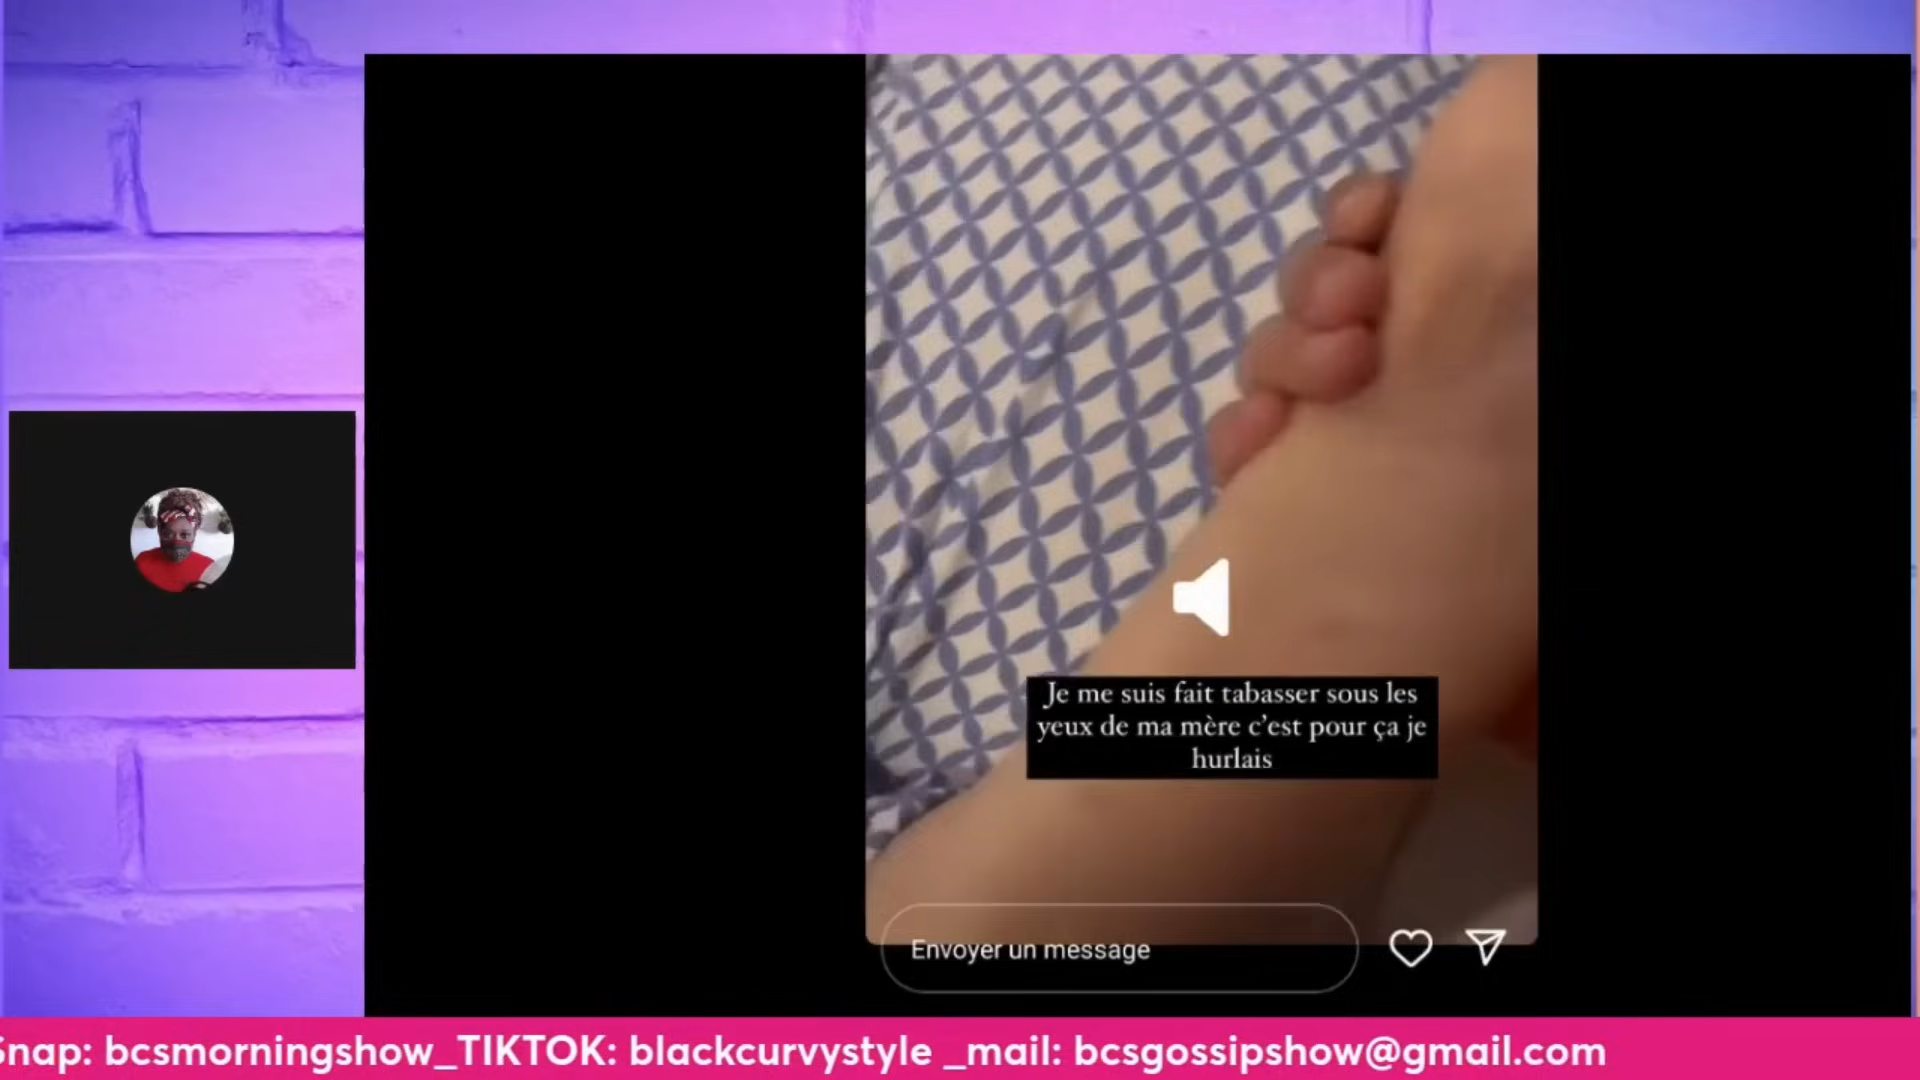 Je me suis fait tabasser sous les
yeux de ma mère c’est pour ça je
hurlais
Envoyer un message
Snap: bcsmorningshow_TIKTOK: blackcurvystyle _mail: bcsgossipshow@gmail.com